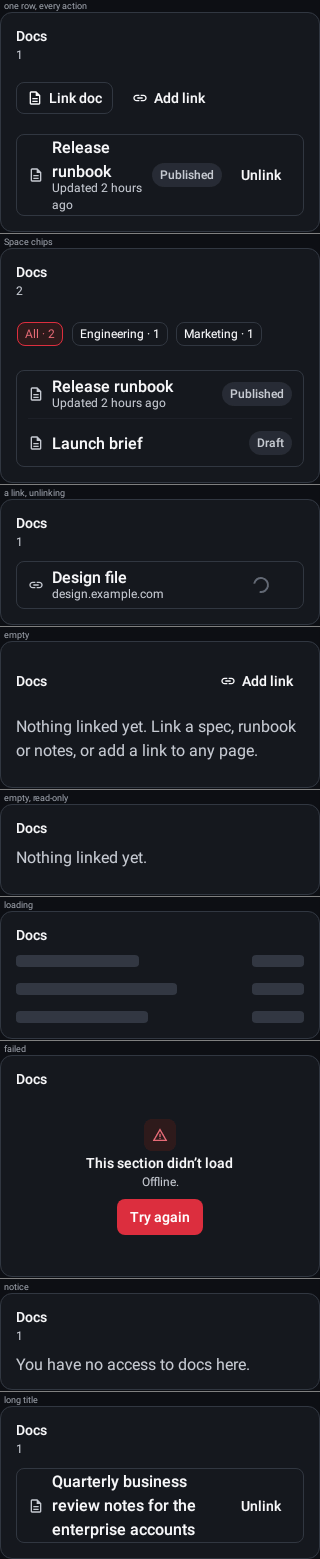 one row, every action
Docs
1
Link doc
Add link
Release
runbook
Updated 2 hours
ago
Published
Unlink
Space chips
Docs
2
All · 2
Engineering · 1
Marketing · 1
Release runbook
Updated 2 hours ago
Published
Launch brief
Draft
a link, unlinking
Docs
1
Design file
design.example.com
empty
Docs
Add link
Nothing linked yet. Link a spec, runbook
or notes, or add a link to any page.
empty, read-only
Docs
Nothing linked yet.
loading
Docs
failed
Docs
This section didn’t load
Offline.
Try again
notice
Docs
1
You have no access to docs here.
long title
Docs
1
Quarterly business
review notes for the
enterprise accounts
Unlink